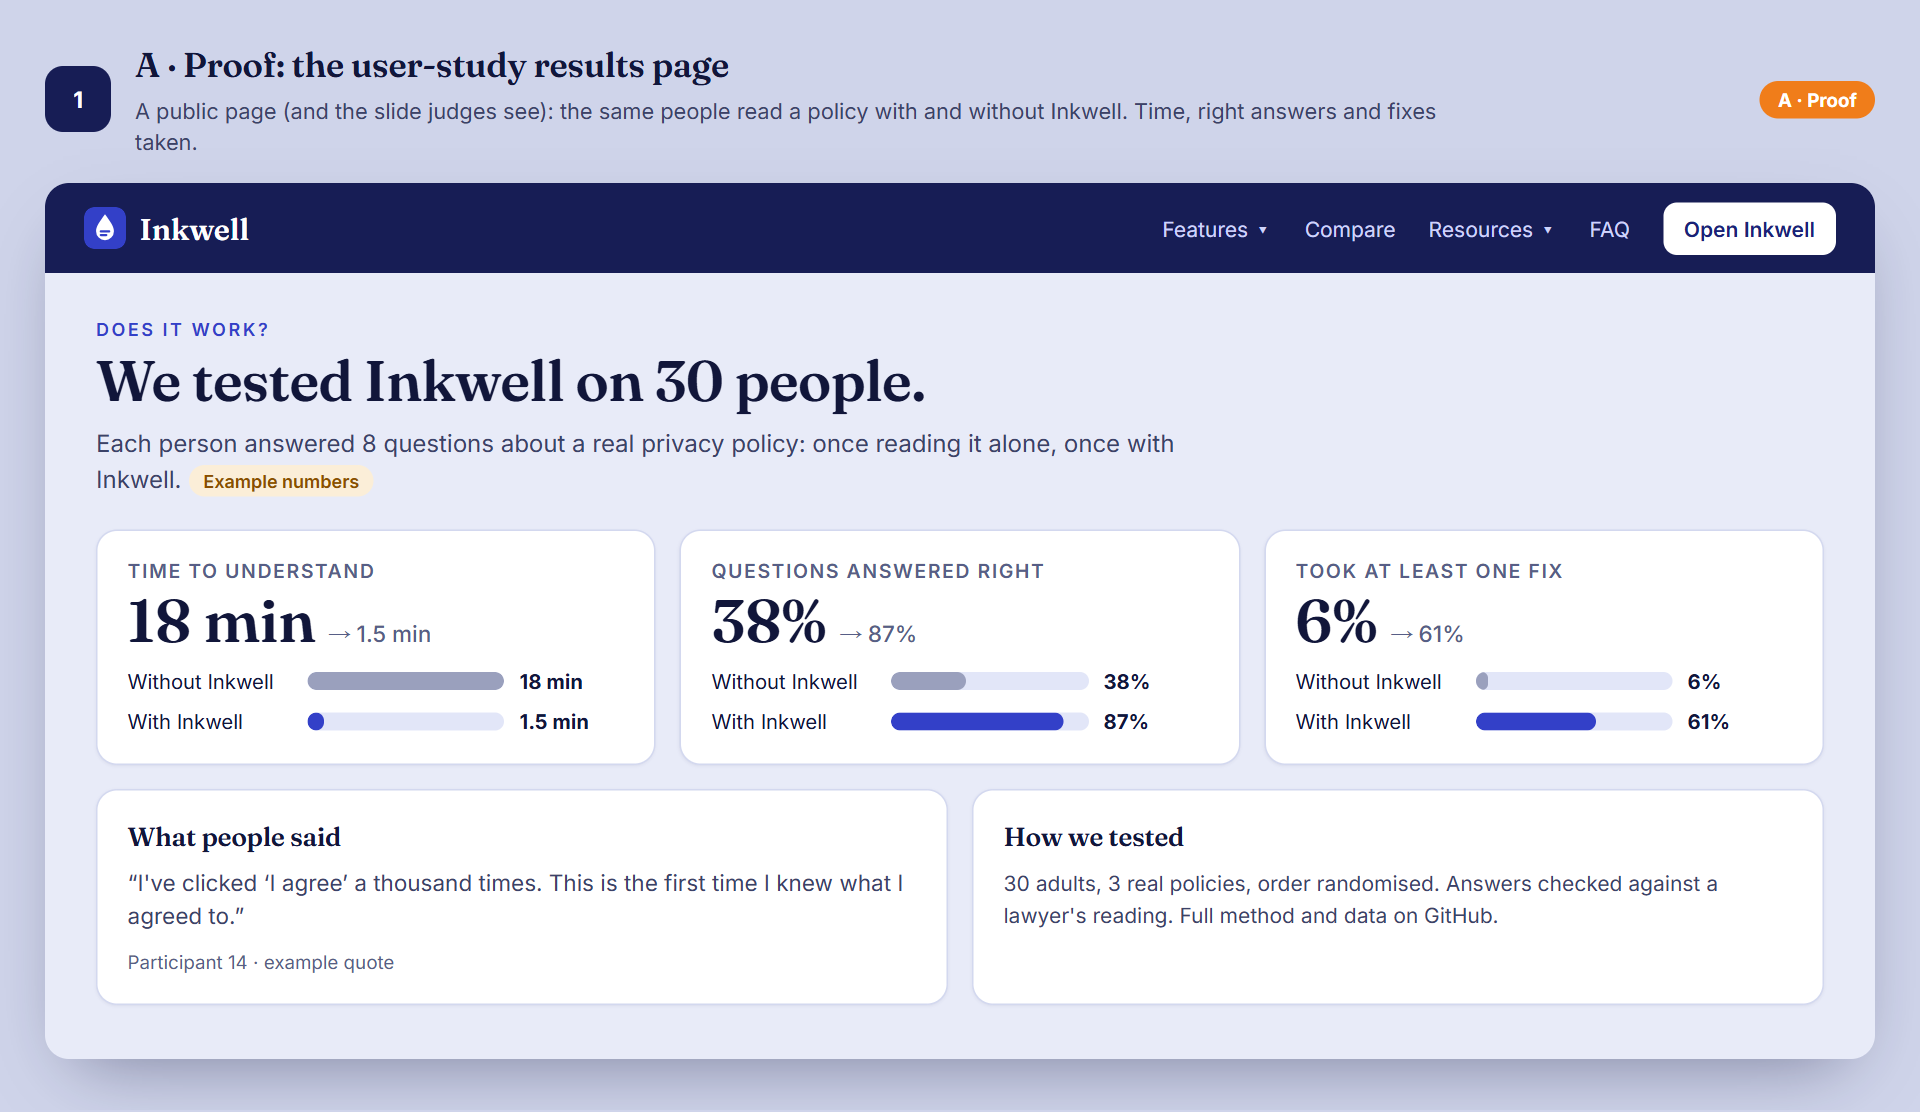 1
A · Proof: the user-study results page
A public page (and the slide judges see): the same people read a policy with and without Inkwell. Time, right answers and fixes
taken.
A · Proof
Inkwell
Features ▼
Compare
Resources ▼
FAQ
Open Inkwell
DOES IT WORK?
We tested Inkwell on 30 people.
Each person answered 8 questions about a real privacy policy: once reading it alone, once with
Inkwell. Example numbers
TIME TO UNDERSTAND
18 min → 1.5 min
Without Inkwell 18 min
With Inkwell 1.5 min
QUESTIONS ANSWERED RIGHT
38% → 87%
Without Inkwell 38%
With Inkwell 87%
TOOK AT LEAST ONE FIX
6% → 61%
Without Inkwell 6%
With Inkwell 61%
What people said
“I've clicked ‘I agree’ a thousand times. This is the first time I knew what I
agreed to.”
Participant 14 · example quote
How we tested
30 adults, 3 real policies, order randomised. Answers checked against a
lawyer's reading. Full method and data on GitHub.